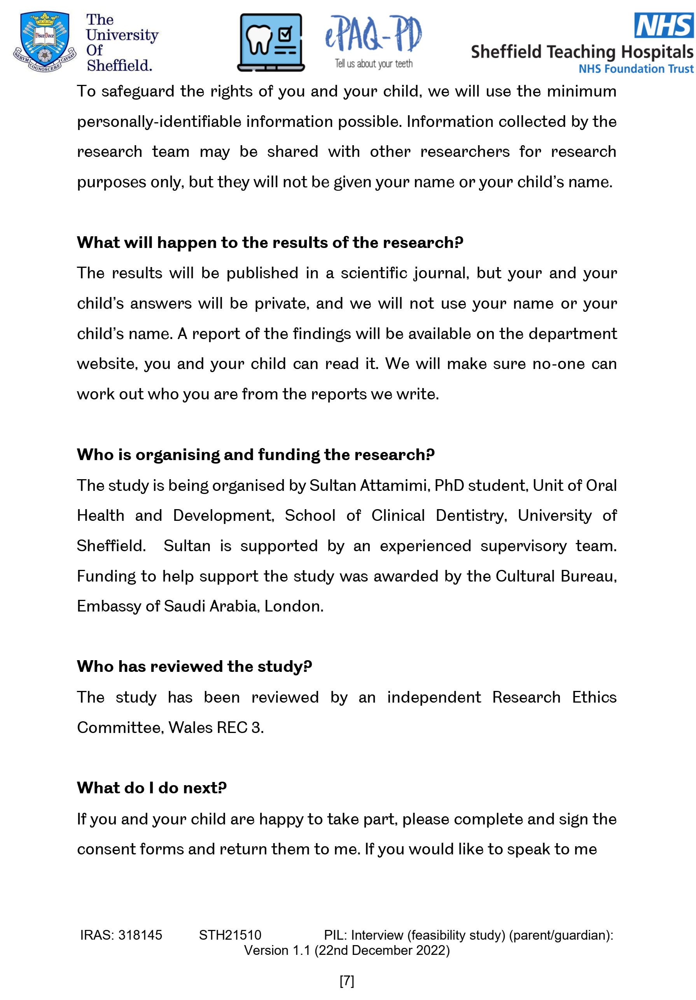 The
University
Of
Sheffield.
Disce Doce
RERVM COGNOSCERE CAVSAS
ePAQ-PD
Tell us about your teeth
NHS
Sheffield Teaching Hospitals
NHS Foundation Trust
To safeguard the rights of you and your child, we will use the minimum
personally-identifiable information possible. Information collected by the
research team may be shared with other researchers for research
purposes only, but they will not be given your name or your child’s name.
What will happen to the results of the research?
The results will be published in a scientific journal, but your and your
child’s answers will be private, and we will not use your name or your
child’s name. A report of the findings will be available on the department
website, you and your child can read it. We will make sure no-one can
work out who you are from the reports we write.
Who is organising and funding the research?
The study is being organised by Sultan Attamimi, PhD student, Unit of Oral
Health and Development, School of Clinical Dentistry, University of
Sheffield. Sultan is supported by an experienced supervisory team.
Funding to help support the study was awarded by the Cultural Bureau,
Embassy of Saudi Arabia, London.
Who has reviewed the study?
The study has been reviewed by an independent Research Ethics
Committee, Wales REC 3.
What do I do next?
If you and your child are happy to take part, please complete and sign the
consent forms and return them to me. If you would like to speak to me
IRAS: 318145 STH21510 PIL: Interview (feasibility study) (parent/guardian):
Version 1.1 (22nd December 2022)
[7]